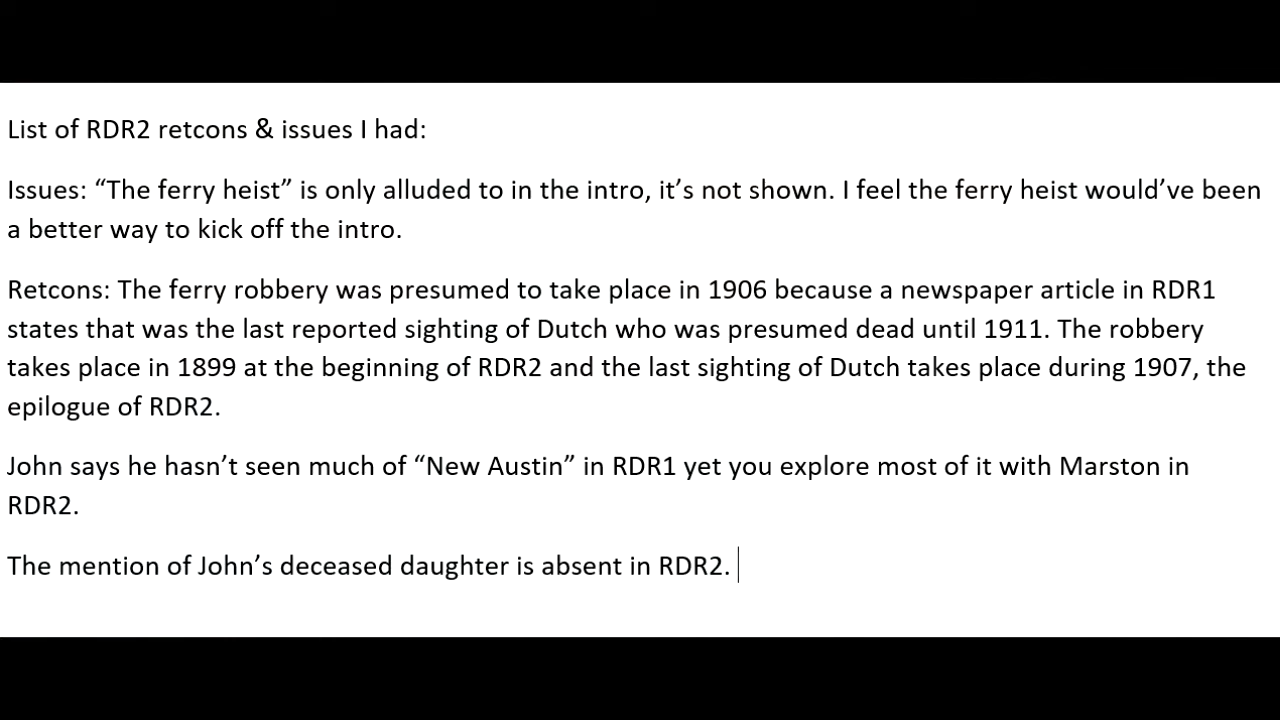 List of RDR2 retcons & issues I had:
Issues: “The ferry heist” is only alluded to in the intro, it’s not shown. I feel the ferry heist would’ve been
a better way to kick off the intro.
Retcons: The ferry robbery was presumed to take place in 1906 because a newspaper article in RDR1
states that was the last reported sighting of Dutch who was presumed dead until 1911. The robbery
takes place in 1899 at the beginning of RDR2 and the last sighting of Dutch takes place during 1907, the
epilogue of RDR2.
John says he hasn’t seen much of “New Austin” in RDR1 yet you explore most of it with Marston in
RDR2.
The mention of John’s deceased daughter is absent in RDR2.